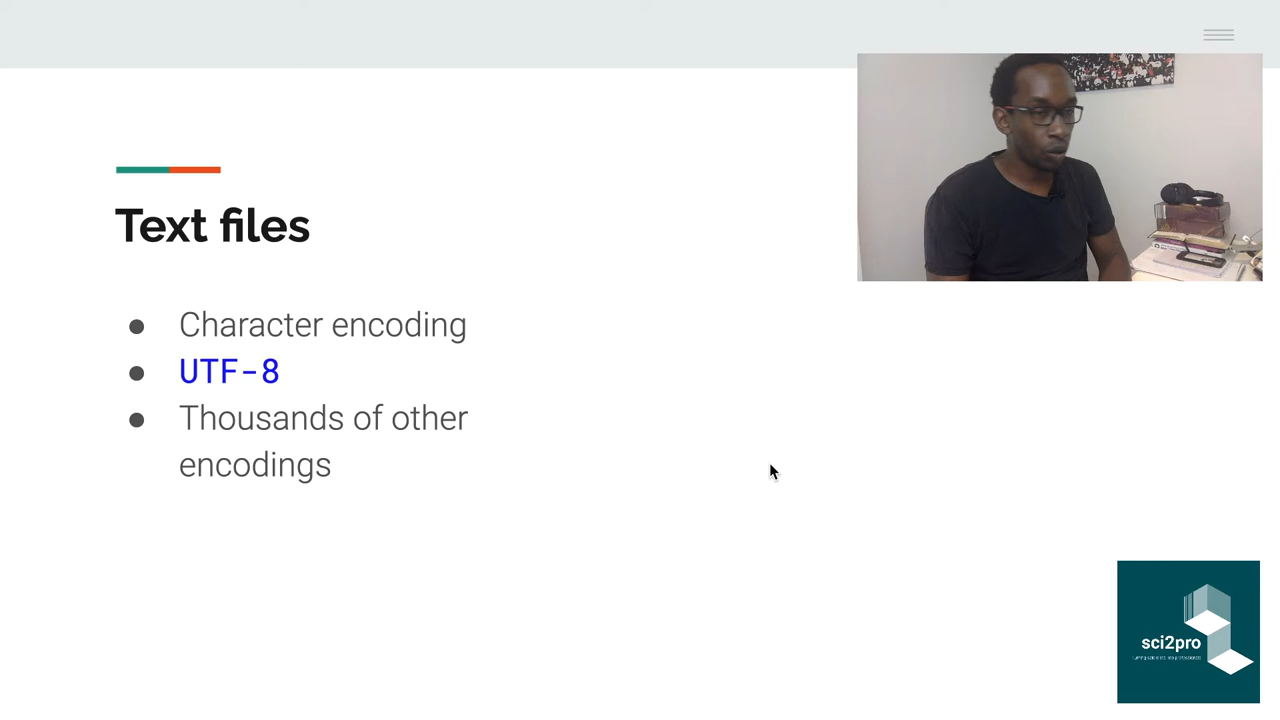 Text files
Character encoding
UTF-8
Thousands of other
encodings
sci2pro